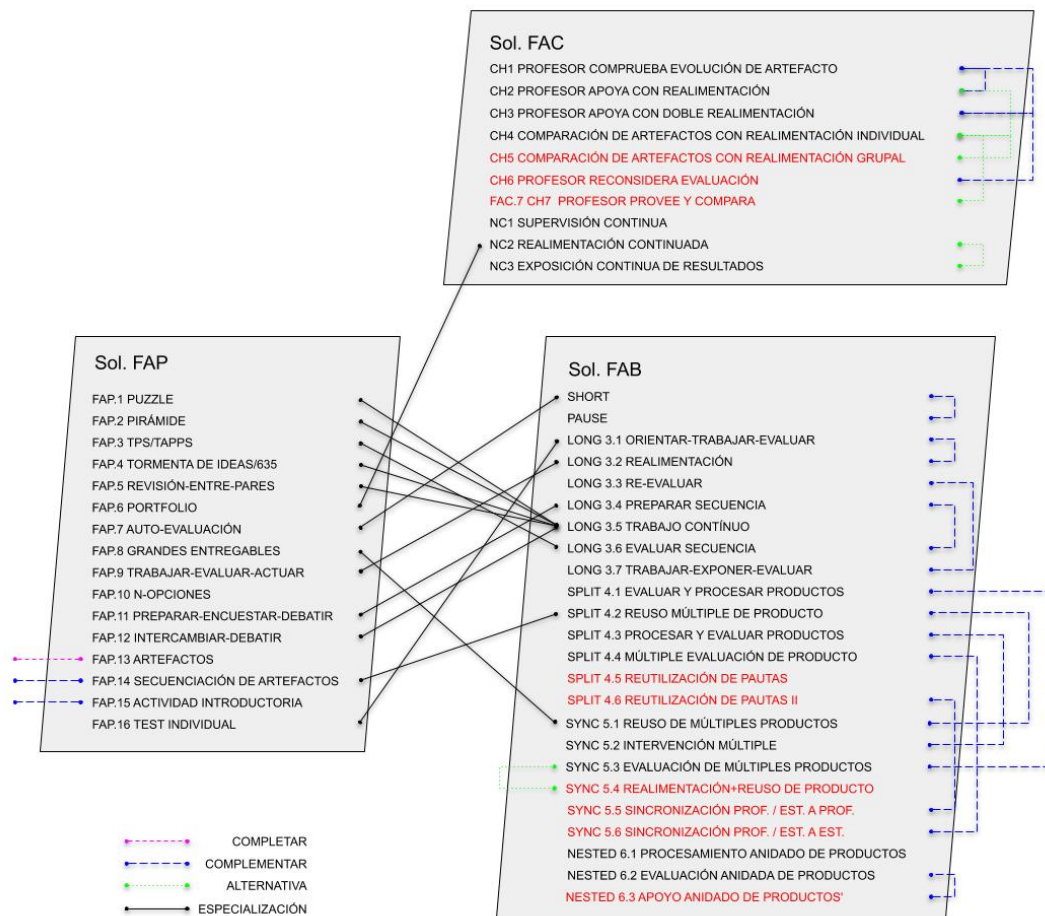 Sol. FAC
CH1 PROFESOR COMPRUEBA EVOLUCIÓN DE ARTEFACTO
CH2 PROFESOR APOYA CON REALIMENTACIÓN
CH3 PROFESOR APOYA CON DOBLE REALIMENTACIÓN
CH4 COMPARACIÓN DE ARTEFACTOS CON REALIMENTACIÓN INDIVIDUAL
CH5 COMPARACIÓN DE ARTEFACTOS CON REALIMENTACIÓN GRUPAL
CH6 PROFESOR RECONSIDERA EVALUACIÓN
FAC.7 CH7 PROFESOR PROVEE Y COMPARA
NC1 SUPERVISIÓN CONTINUA
NC2 REALIMENTACIÓN CONTINUADA
NC3 EXPOSICIÓN CONTINUA DE RESULTADOS
Sol. FAP
FAP.1 PUZZLE
FAP.2 PIRÁMIDE
FAP.3 TPS/TAPPS
FAP.4 TORMENTA DE IDEAS/635
FAP.5 REVISIÓN-ENTRE-PARES
FAP.6 PORTFOLIO
FAP.7 AUTO-EVALUACIÓN
FAP.8 GRANDES ENTREGABLES
FAP.9 TRABAJAR-EVALUAR-ACTUAR
FAP.10 N-OPCIONES
FAP.11 PREPARAR-ENCUESTAR-DEBATIR
FAP.12 INTERCAMBIAR-DEBATIR
FAP.13 ARTEFACTOS
FAP.14 SECUENCIACIÓN DE ARTEFACTOS
FAP.15 ACTIVIDAD INTRODUCTORIA
FAP.16 TEST INDIVIDUAL
Sol. FAB
SHORT
PAUSE
LONG 3.1 ORIENTAR-TRABAJAR-EVALUAR
LONG 3.2 REALIMENTACIÓN
LONG 3.3 RE-EVALUAR
LONG 3.4 PREPARAR SECUENCIA
LONG 3.5 TRABAJO CONTÍNUO
LONG 3.6 EVALUAR SECUENCIA
LONG 3.7 TRABAJAR-EXPONER-EVALUAR
SPLIT 4.1 EVALUAR Y PROCESAR PRODUCTOS
SPLIT 4.2 REUSO MÚLTIPLE DE PRODUCTO
SPLIT 4.3 PROCESAR Y EVALUAR PRODUCTOS
SPLIT 4.4 MÚLTIPLE EVALUACIÓN DE PRODUCTO
SPLIT 4.5 REUTILIZACIÓN DE PAUTAS
SPLIT 4.6 REUTILIZACIÓN DE PAUTAS II
SYNC 5.1 REUSO DE MÚLTIPLES PRODUCTOS
SYNC 5.2 INTERVENCIÓN MÚLTIPLE
SYNC 5.3 EVALUACIÓN DE MÚLTIPLES PRODUCTOS
SYNC 5.4 REALIMENTACIÓN+REUSO DE PRODUCTO
SYNC 5.5 SINCRONIZACIÓN PROF. / EST. A PROF.
SYNC 5.6 SINCRONIZACIÓN PROF. / EST. A EST.
NESTED 6.1 PROCESAMIENTO ANIDADO DE PRODUCTOS
NESTED 6.2 EVALUACIÓN ANIDADA DE PRODUCTOS
NESTED 6.3 APOYO ANIDADO DE PRODUCTOS'
COMPLETAR
COMPLEMENTAR
ALTERNATIVA
ESPECIALIZACIÓN